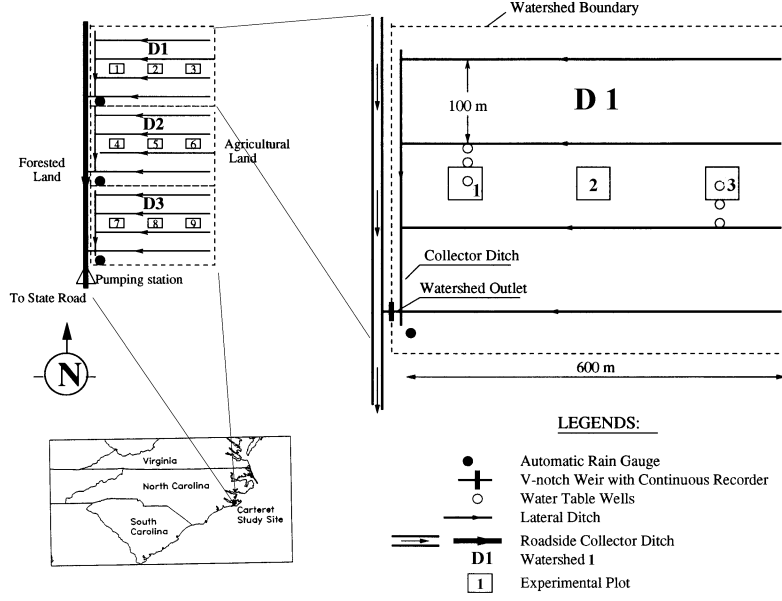 Watershed Boundary
D1
1 2 3
D2
4 5 6
D3
7 8 9
Forested
Land
Agricultural
Land
Pumping station
To State Road
N
D 1
100 m
1
2
3
Collector Ditch
Watershed Outlet
600 m
Virginia
North Carolina
South
Carolina
Carteret
Study Site
LEGENDS:
Automatic Rain Gauge
V-notch Weir with Continuous Recorder
Water Table Wells
Lateral Ditch
Roadside Collector Ditch
D1 Watershed 1
1 Experimental Plot